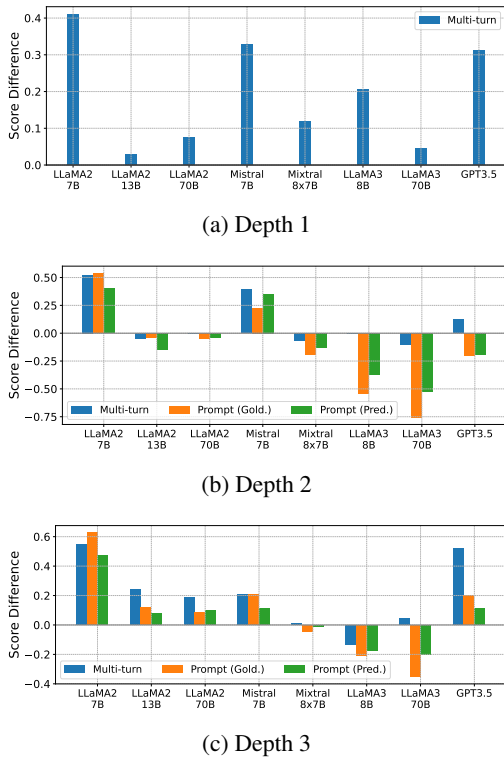 0.4
0.3
0.2
0.1
0.0
Score Difference
Multi-turn
LLaMA2 LLaMA2 LLaMA2 Mistral Mixtral LLaMA3 LLaMA3 GPT3.5
7B 13B 70B 7B 8x7B 8B 70B
(a) Depth 1
0.50
0.25
0.00
−0.25
−0.50
−0.75
Score Difference
Multi-turn Prompt (Gold.) Prompt (Pred.)
LLaMA2 LLaMA2 LLaMA2 Mistral Mixtral LLaMA3 LLaMA3 GPT3.5
7B 13B 70B 7B 8x7B 8B 70B
(b) Depth 2
0.6
0.4
0.2
0.0
−0.2
−0.4
Score Difference
Multi-turn Prompt (Gold.) Prompt (Pred.)
LLaMA2 LLaMA2 LLaMA2 Mistral Mixtral LLaMA3 LLaMA3 GPT3.5
7B 13B 70B 7B 8x7B 8B 70B
(c) Depth 3